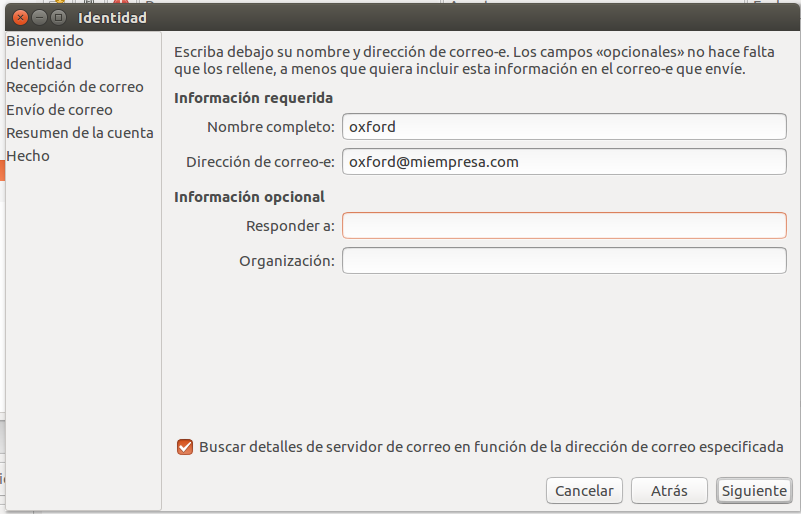 Identidad
Bienvenido
Identidad
Recepción de correo
Envío de correo
Resumen de la cuenta
Hecho
Escriba debajo su nombre y dirección de correo-e. Los campos «opcionales» no hace falta
que los rellene, a menos que quiera incluir esta información en el correo-e que envíe.
Información requerida
Nombre completo: oxford
Dirección de correo-e: oxford@miempresa.com
Información opcional
Responder a:
Organización:
Buscar detalles de servidor de correo en función de la dirección de correo especificada
Cancelar Atrás Siguiente